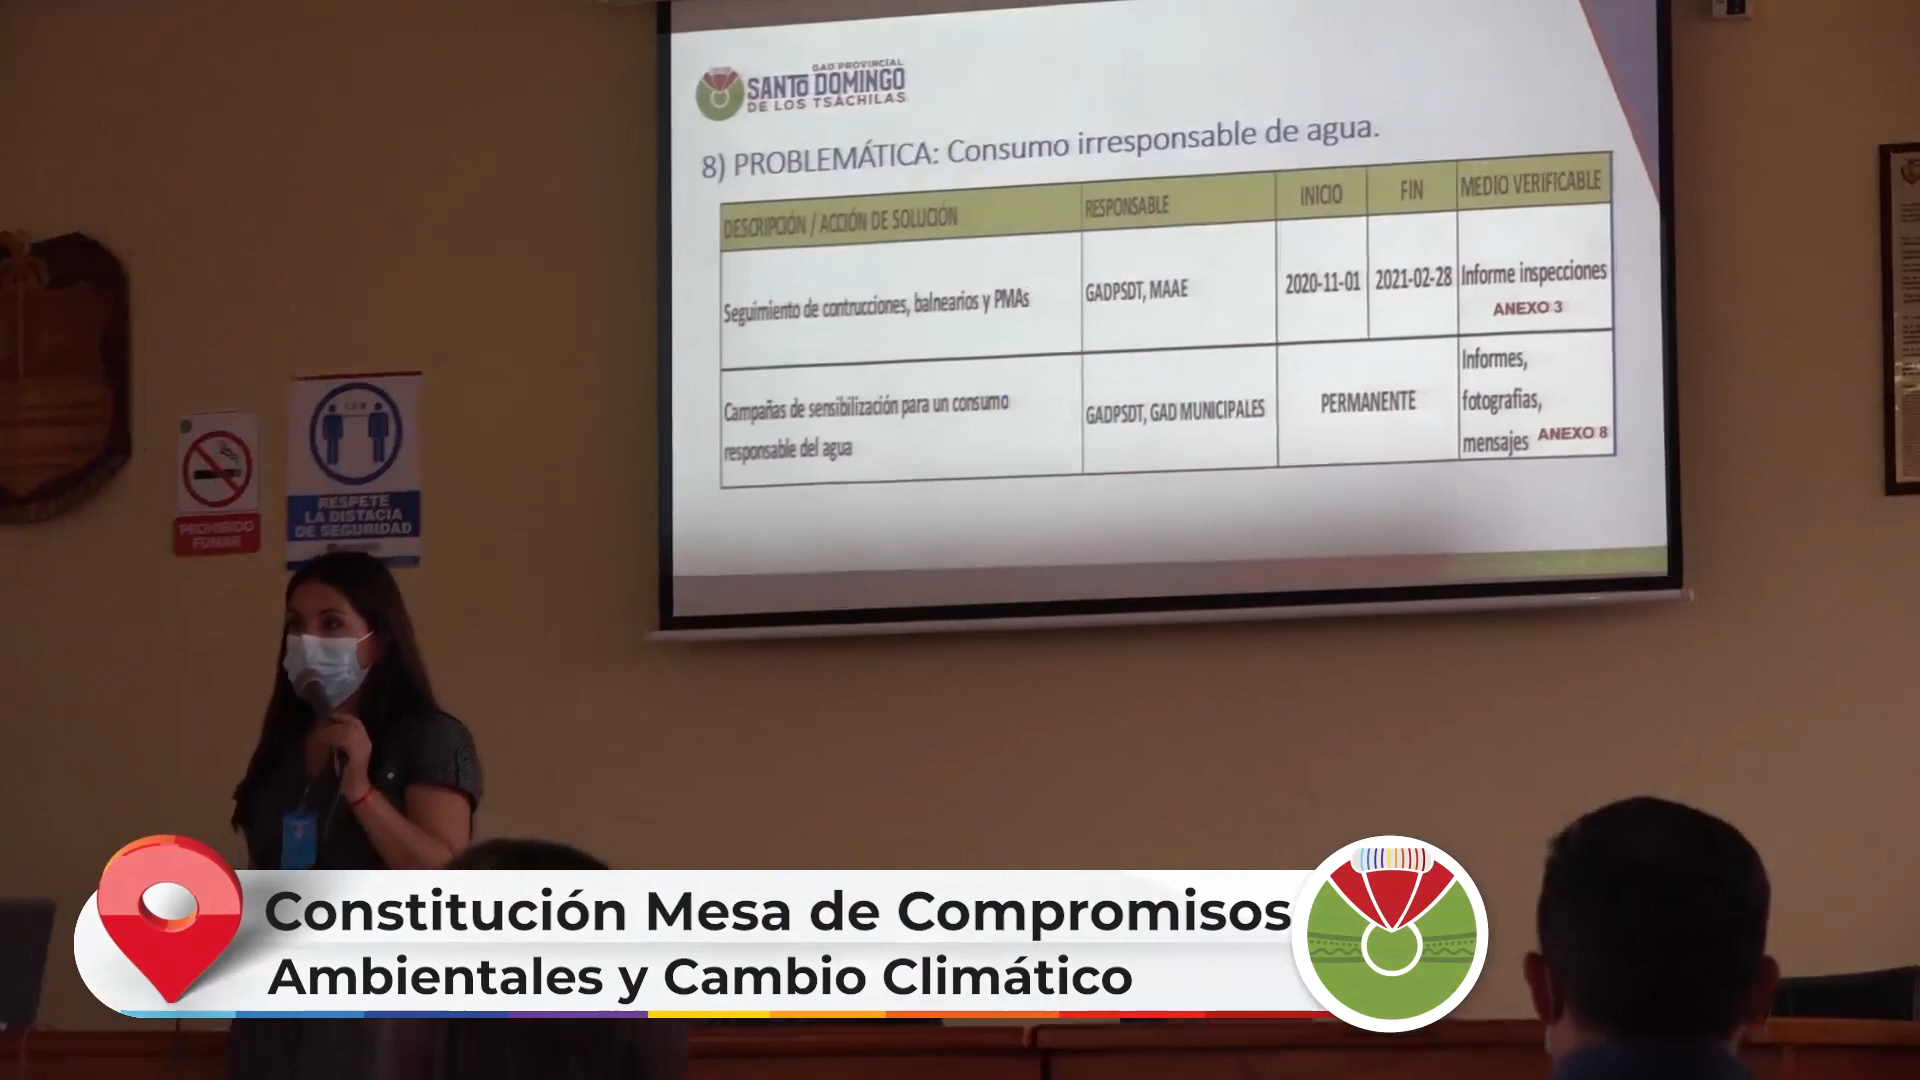 GAD PROVINCIAL
SANTO DOMINGO
DE LOS TSÁCHILAS
8) PROBLEMÁTICA: Consumo irresponsable de agua.
DESCRIPCIÓN / ACCIÓN DE SOLUCIÓN
RESPONSABLE
INICIO
FIN
MEDIO VERIFICABLE
Seguimiento de contrucciones, balnearios y PMAs
GADPSDT, MAAE
2020-11-01
2021-02-28
Informe inspecciones
ANEXO 3
Campañas de sensibilización para un consumo
responsable del agua
GADPSDT, GAD MUNICIPALES
PERMANENTE
Informes,
fotografias,
mensajes
ANEXO 8
PROHIBIDO
FUMAR
RESPETE
LA DISTACIA
DE SEGURIDAD
Constitución Mesa de Compromisos
Ambientales y Cambio Climático